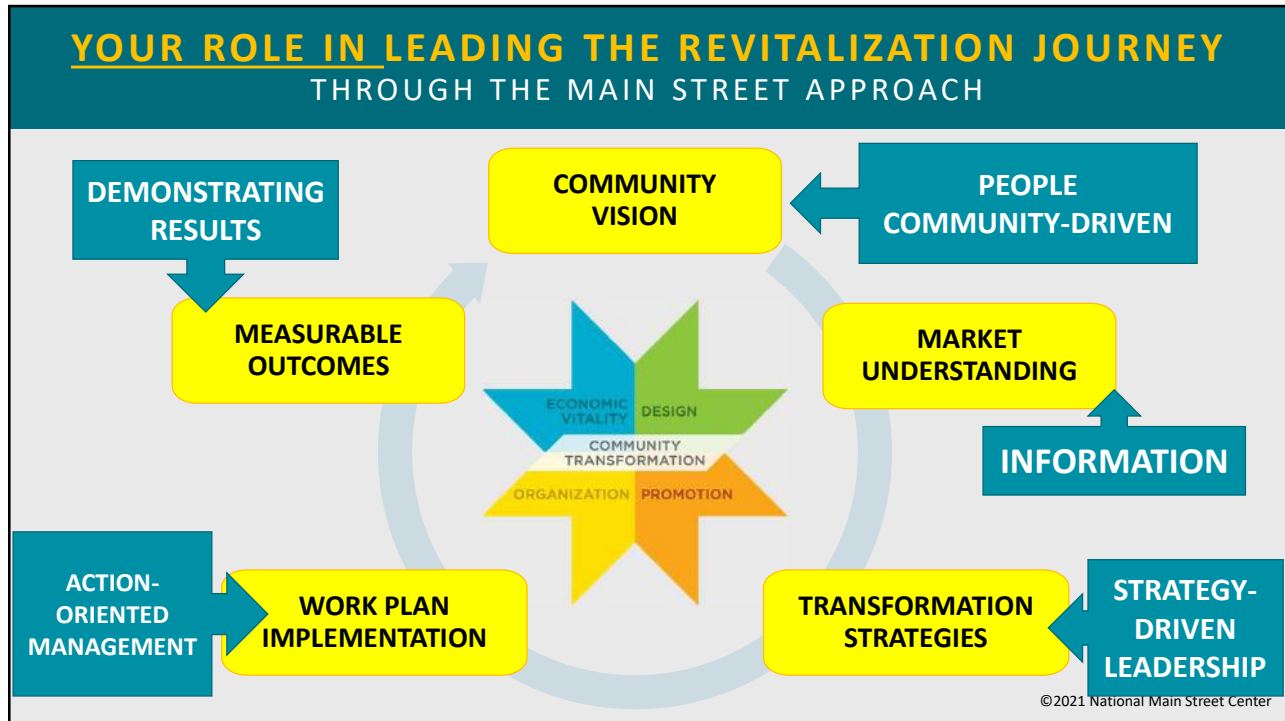 YOUR ROLE IN LEADING THE REVITALIZATION JOURNEY
THROUGH THE MAIN STREET APPROACH
DEMONSTRATING
RESULTS
COMMUNITY
VISION
PEOPLE
COMMUNITY-DRIVEN
MEASURABLE
OUTCOMES
MARKET
UNDERSTANDING
ECONOMIC
VITALITY
DESIGN
COMMUNITY
TRANSFORMATION
ORGANIZATION
PROMOTION
INFORMATION
ACTION-
ORIENTED
MANAGEMENT
WORK PLAN
IMPLEMENTATION
TRANSFORMATION
STRATEGIES
STRATEGY-
DRIVEN
LEADERSHIP
©2021 National Main Street Center